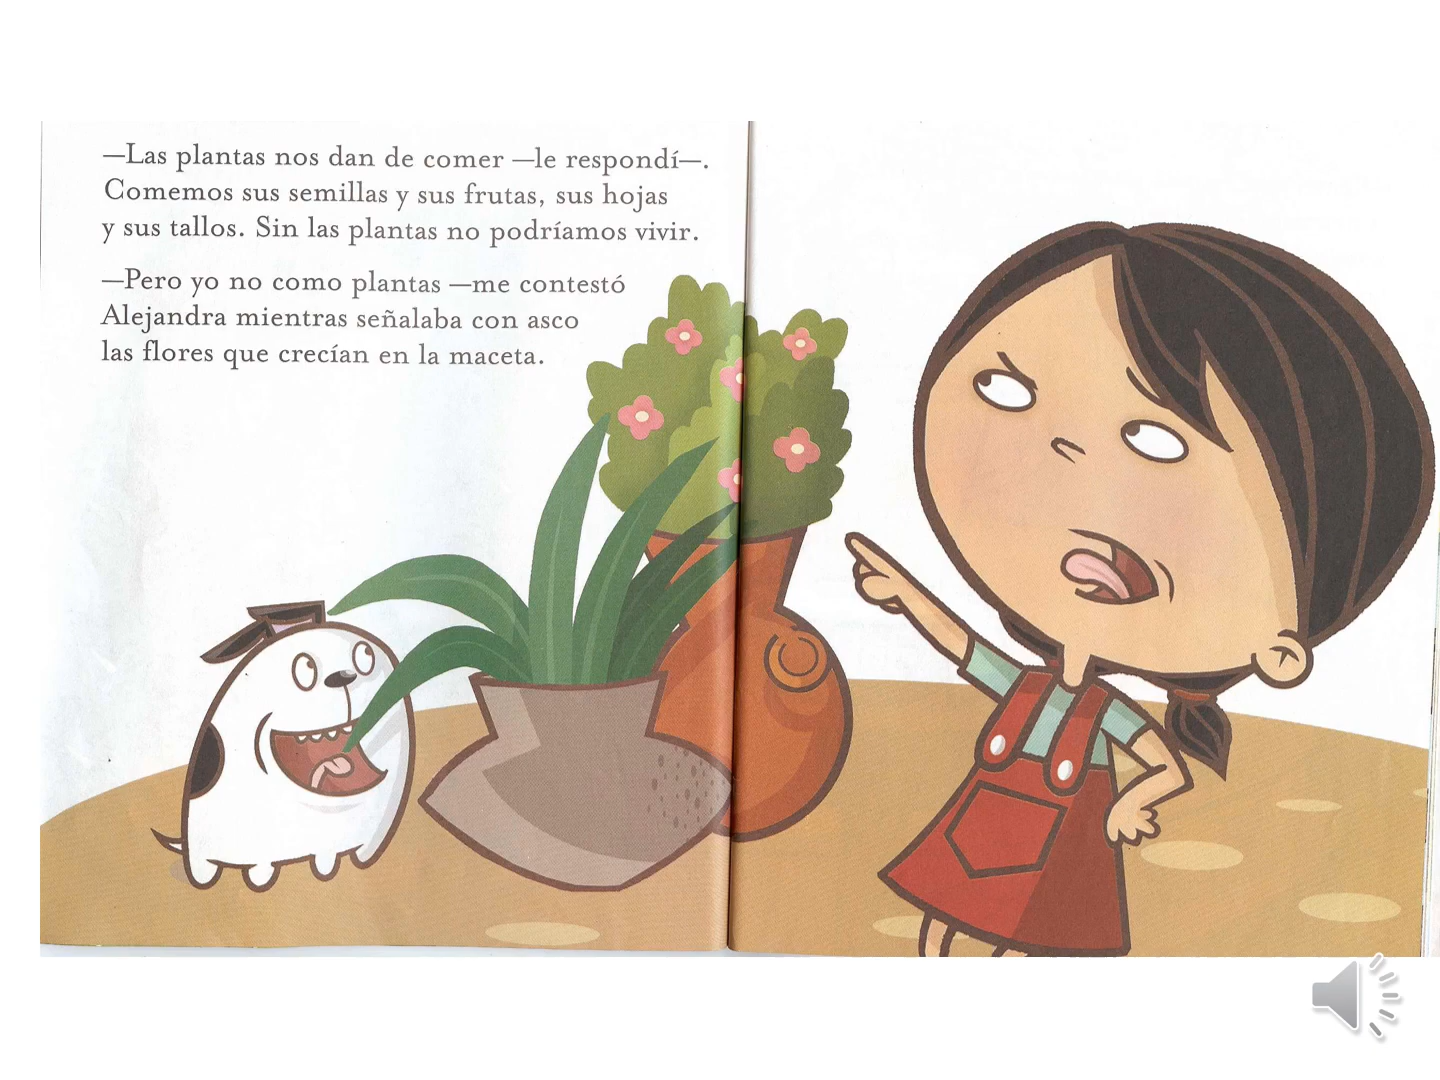 —Las plantas nos dan de comer —le respondí—.
Comemos sus semillas y sus frutas, sus hojas
y sus tallos. Sin las plantas no podríamos vivir.
—Pero yo no como plantas —me contestó
Alejandra mientras señalaba con asco
las flores que crecían en la maceta.